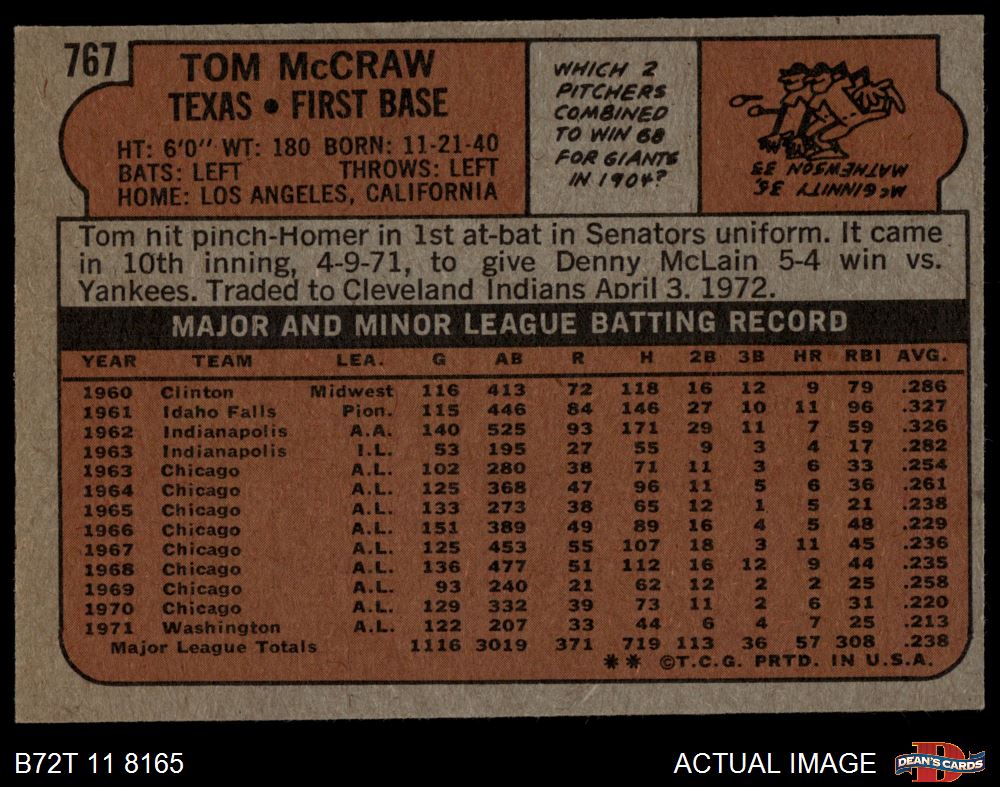 767
TOM McCRAW
TEXAS • FIRST BASE
HT: 6'0" WT: 180 BORN: 11-21-40
BATS: LEFT THROWS: LEFT
HOME: LOS ANGELES, CALIFORNIA
WHICH 2
PITCHERS
COMBINED
TO WIN 68
FOR GIANTS
IN 1904?
McGINNITY 35,
MATHEWSON 33
Tom hit pinch-Homer in 1st at-bat in Senators uniform. It came
in 10th inning, 4-9-71, to give Denny McLain 5-4 win vs.
Yankees. Traded to Cleveland Indians April 3, 1972.
MAJOR AND MINOR LEAGUE BATTING RECORD
YEAR TEAM LEA. G AB R H 2B 3B HR RBI AVG.
1960 Clinton Midwest 116 413 72 118 16 12 9 79 .286
1961 Idaho Falls Pion. 115 446 84 146 27 10 11 96 .327
1962 Indianapolis A.A. 140 525 93 171 29 11 7 59 .326
1963 Indianapolis I.L. 53 195 27 55 9 3 4 17 .282
1963 Chicago A.L. 102 280 38 71 11 3 6 33 .254
1964 Chicago A.L. 125 368 47 96 11 5 6 36 .261
1965 Chicago A.L. 133 273 38 65 12 1 5 21 .238
1966 Chicago A.L. 151 389 49 89 16 4 5 48 .229
1967 Chicago A.L. 125 453 55 107 18 3 11 45 .236
1968 Chicago A.L. 136 477 51 112 16 12 9 44 .235
1969 Chicago A.L. 93 240 21 62 12 2 2 25 .258
1970 Chicago A.L. 129 332 39 73 11 2 6 31 .220
1971 Washington A.L. 122 207 33 44 6 4 7 25 .213
Major League Totals 1116 3019 371 719 113 36 57 308 .238
* * ©T.C.G. PRTD. IN U.S.A.
B72T 11 8165
ACTUAL IMAGE
DEAN'S CARDS